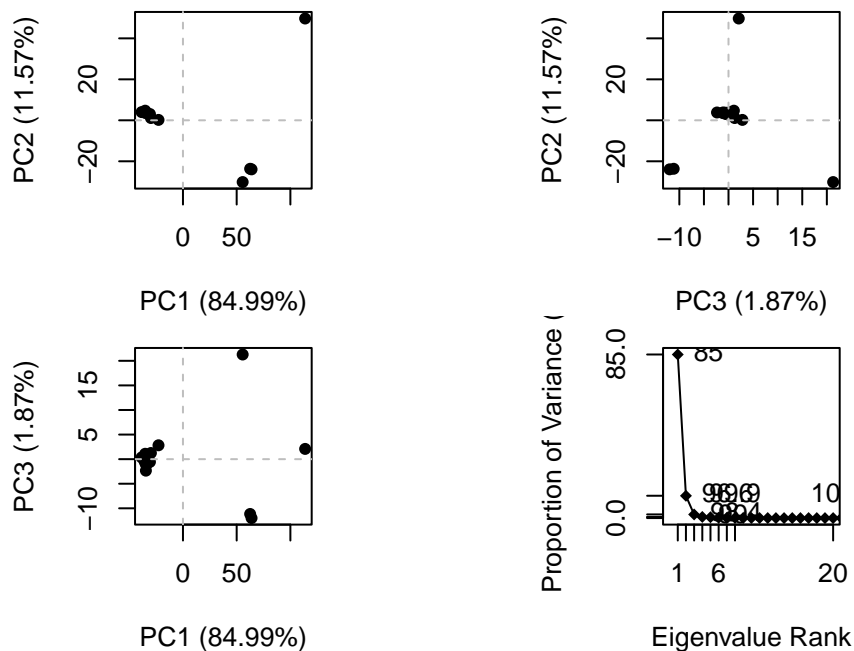 PC2 (11.57%)
20
−20
0 50
PC1 (84.99%)
PC2 (11.57%)
20
−20
−10 5 15
PC3 (1.87%)
PC3 (1.87%)
15
5
−10
0 50
PC1 (84.99%)
Proportion of Variance (
85.0
0.0
85
10
1 6 20
Eigenvalue Rank